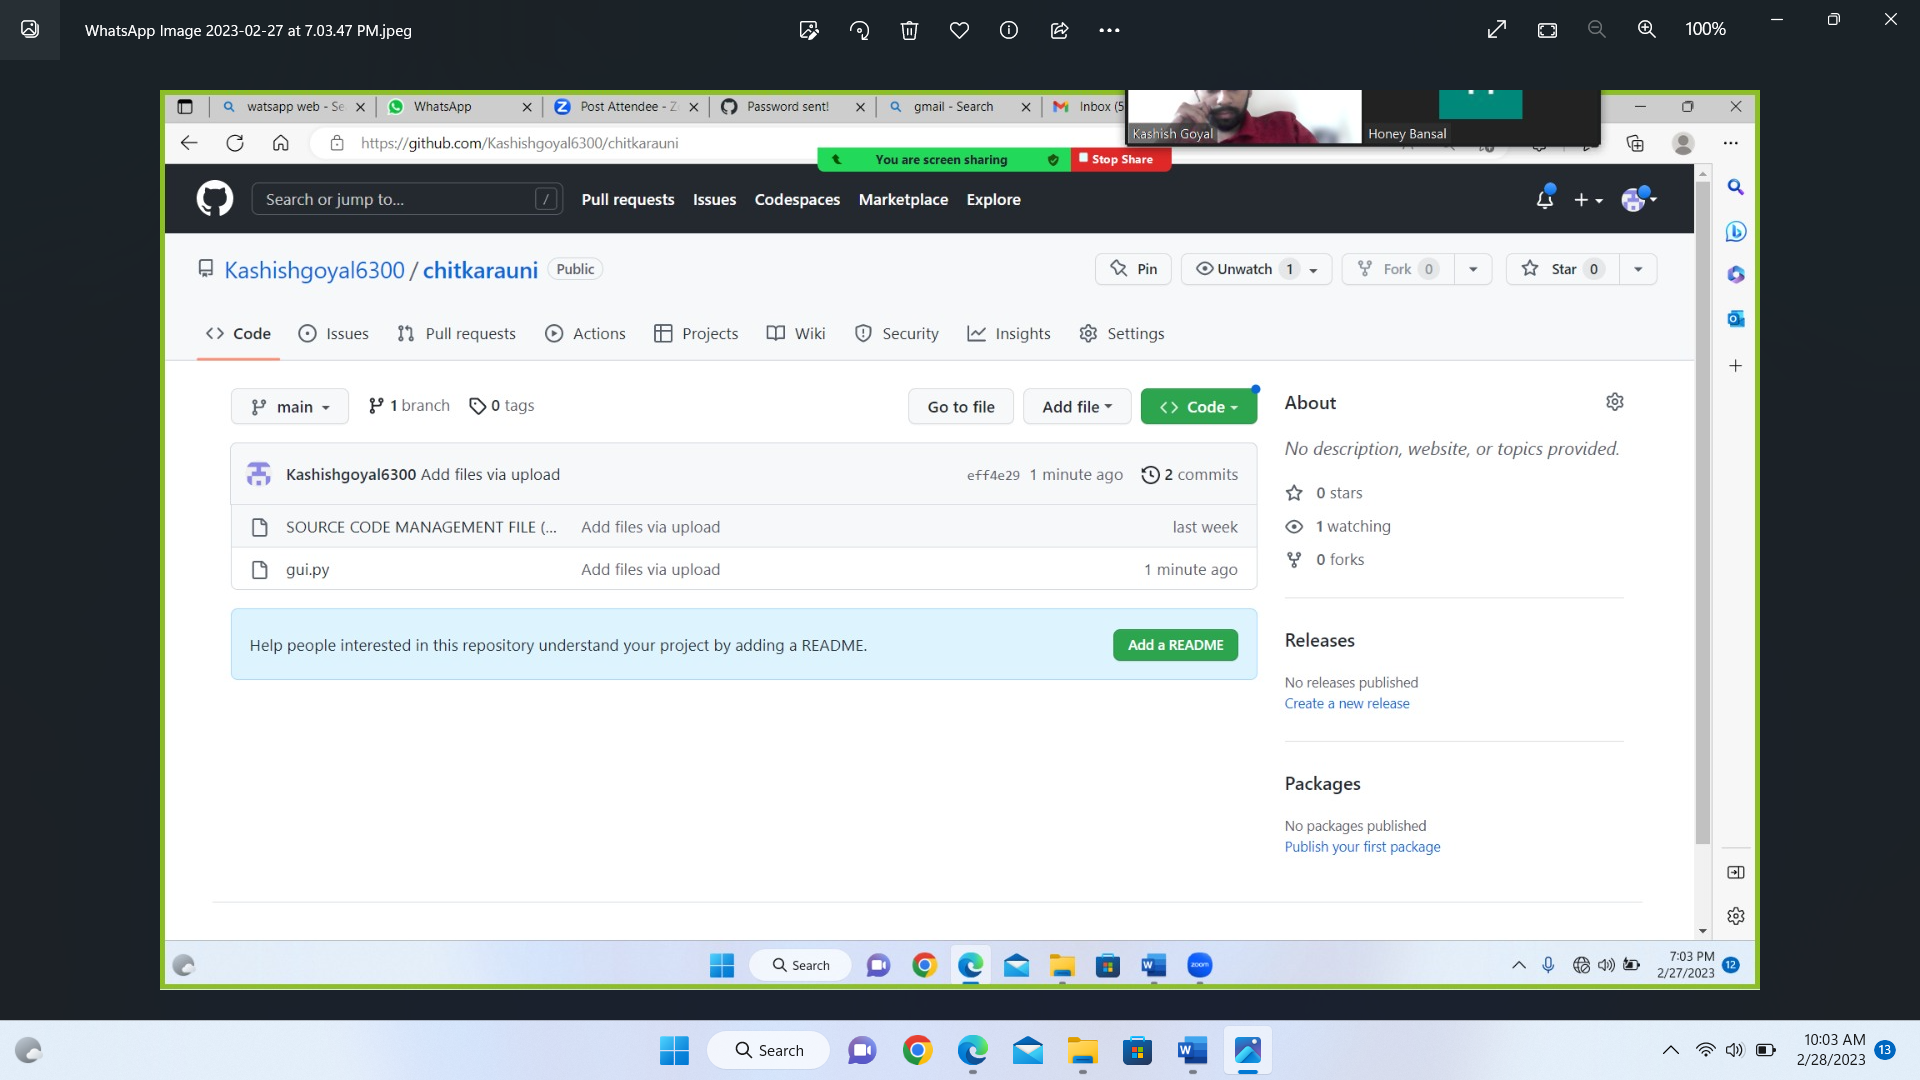 WhatsApp Image 2023-02-27 at 7.03.47 PM.jpeg
100%
watsapp web - Se
WhatsApp
Post Attendee - Z
Password sent!
gmail - Search
Inbox (5
Kashish Goyal
Honey Bansal
https://github.com/Kashishgoyal6300/chitkarauni
You are screen sharing
Stop Share
Search or jump to...
/
Pull requests
Issues
Codespaces
Marketplace
Explore
Kashishgoyal6300 / chitkarauni
Public
Pin
Unwatch 1
Fork 0
Star 0
Code
Issues
Pull requests
Actions
Projects
Wiki
Security
Insights
Settings
main
1 branch
0 tags
Go to file
Add file
Code
Kashishgoyal6300 Add files via upload
eff4e29 1 minute ago
2 commits
SOURCE CODE MANAGEMENT FILE (...
Add files via upload
last week
gui.py
Add files via upload
1 minute ago
Help people interested in this repository understand your project by adding a README.
Add a README
About
No description, website, or topics provided.
0 stars
1 watching
0 forks
Releases
No releases published
Create a new release
Packages
No packages published
Publish your first package
Search
zoom
7:03 PM
2/27/2023
12
Search
10:03 AM
2/28/2023
13